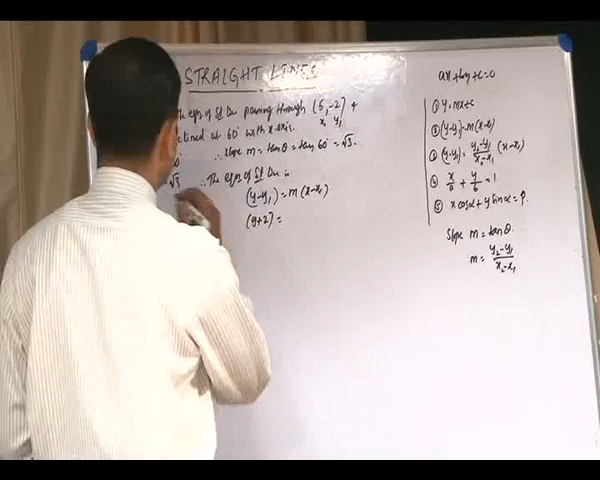 STRAIGHT LINES
The eqn of St Line passing through (5, -2) +
x₁ y₁
clined at 60° with x axis.
∴ Slope m = tan θ = tan 60° = √3.
= √3 ∴ The eqn of St Line is
(y-y₁) = m (x-x₁)
(y+2) =
ax+by+c=0
① y=mx+c
② (y-y₁)=m(x-x₁)
③ (y-y₁)= y₂-y₁/x₂-x₁ (x-x₁)
④ x/a + y/b =1
⑤ x cosα + y sinα = P.
Slope m = tan θ.
m = y₂-y₁/x₂-x₁